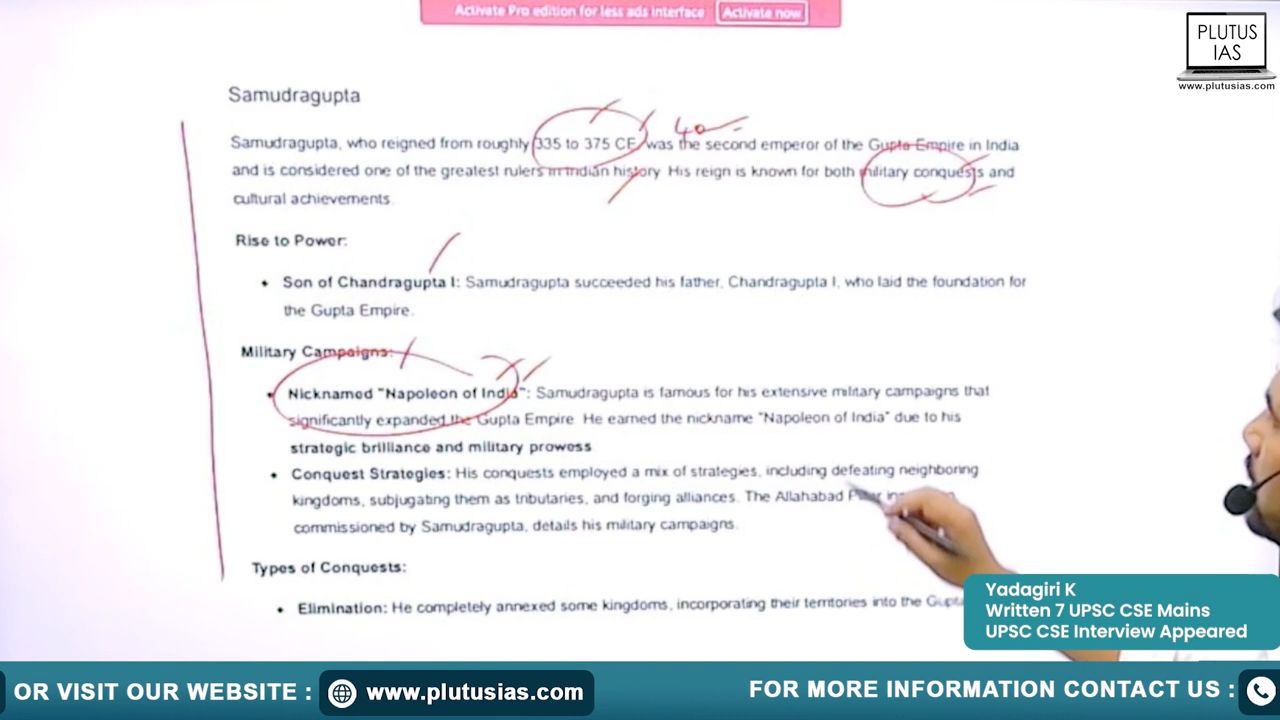 Activate Pro edition for less ads interface Activate now
PLUTUS
IAS
www.plutusias.com
Samudragupta
Samudragupta, who reigned from roughly 335 to 375 CE, was the second emperor of the Gupta Empire in India
and is considered one of the greatest rulers in Indian history. His reign is known for both military conquests and
cultural achievements.
40
Rise to Power:
• Son of Chandragupta I: Samudragupta succeeded his father, Chandragupta I, who laid the foundation for
the Gupta Empire.
Military Campaigns:
• Nicknamed "Napoleon of India": Samudragupta is famous for his extensive military campaigns that
significantly expanded the Gupta Empire. He earned the nickname "Napoleon of India" due to his
strategic brilliance and military prowess
• Conquest Strategies: His conquests employed a mix of strategies, including defeating neighboring
kingdoms, subjugating them as tributaries, and forging alliances. The Allahabad Pillar
commissioned by Samudragupta, details his military campaigns.
Types of Conquests:
• Elimination: He completely annexed some kingdoms, incorporating their territories into the
Yadagiri K
Written 7 UPSC CSE Mains
UPSC CSE Interview Appeared
OR VISIT OUR WEBSITE : www.plutusias.com FOR MORE INFORMATION CONTACT US :